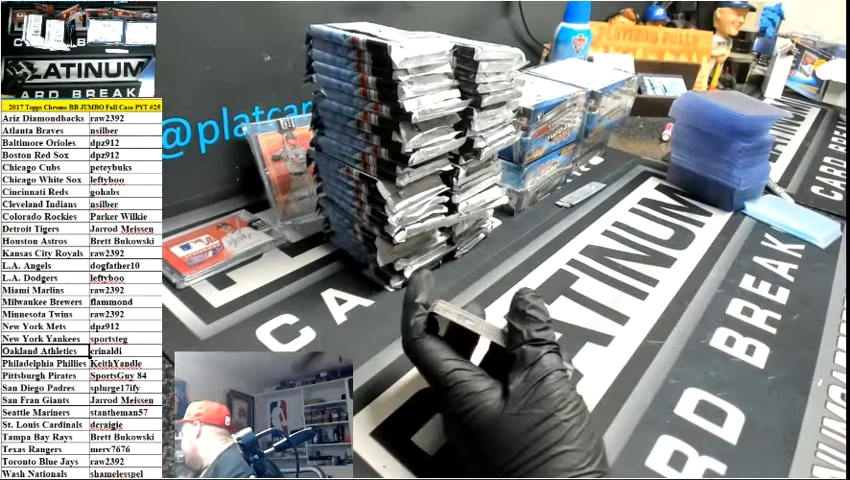 PLATINUM
CARD BREAK
2017 Topps Chrome BB JUMBO Full Case PYT #25
Ariz Diamondbacks raw2392
Atlanta Braves nsilber
Baltimore Orioles dpz912
Boston Red Sox dpz912
Chicago Cubs peteybuks
Chicago White Sox leftyboo
Cincinnati Reds gohabs
Cleveland Indians nsilber
Colorado Rockies Parker Wilkie
Detroit Tigers Jarrod Meissen
Houston Astros Brett Bukowski
Kansas City Royals raw2392
L.A. Angels dogfather10
L.A. Dodgers leftyboo
Miami Marlins raw2392
Milwaukee Brewers flammond
Minnesota Twins raw2392
New York Mets dpz912
New York Yankees sportsteg
Oakland Athletics crinaldi
Philadelphia Phillies KeithYandle
Pittsburgh Pirates SportsGuy 84
San Diego Padres splurge17ify
San Fran Giants Jarrod Meissen
Seattle Mariners stantheman57
St. Louis Cardinals dcraigie
Tampa Bay Rays Brett Bukowski
Texas Rangers merv7676
Toronto Blue Jays raw2392
Wash Nationals shamelesspel
@platcar
CA
ATINUM
RD BREAK
PLATINUM
CARD BREAK